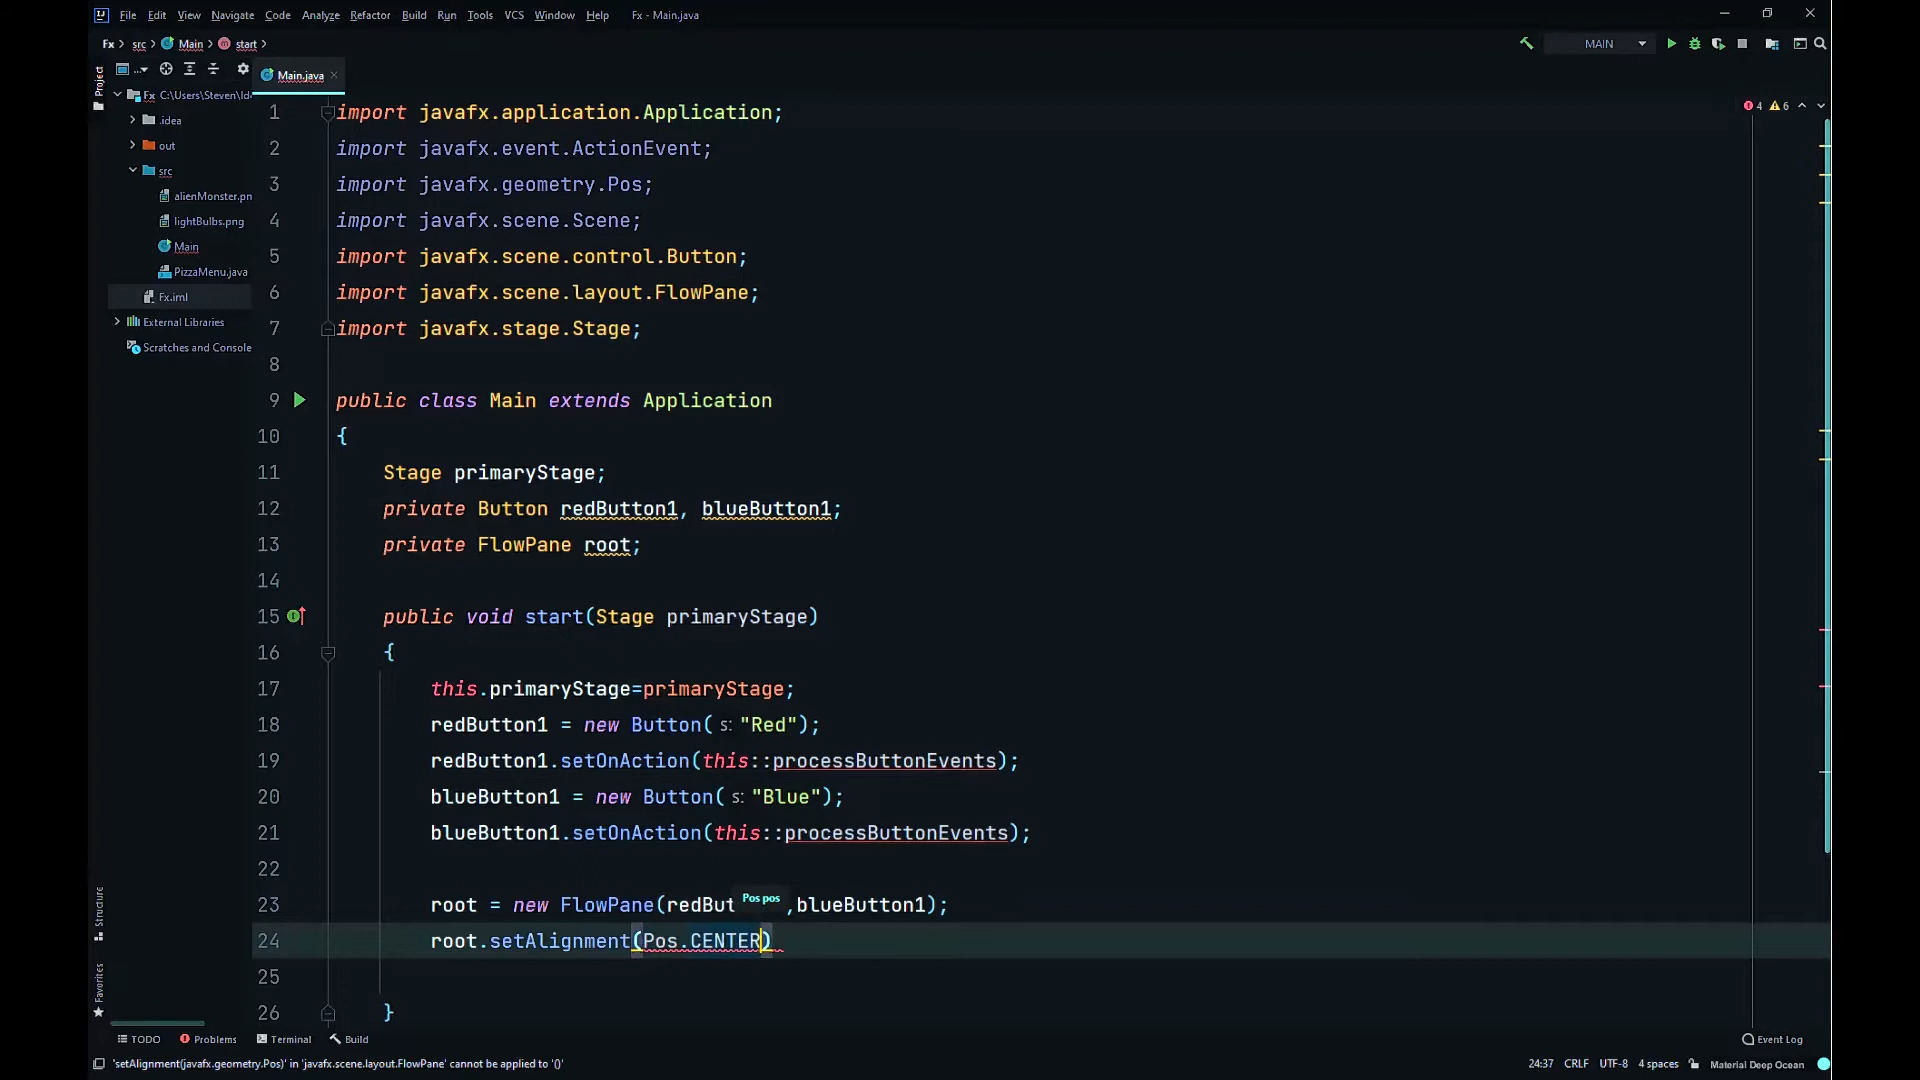 File Edit View Navigate Code Analyze Refactor Build Run Tools VCS Window Help Fx - Main.java
Fx src Main start MAIN
Project ... Main.java
Fx C:\Users\Steven\Id
.idea
out
src
alienMonster.pn
lightBulbs.png
Main
PizzaMenu.java
Fx.iml
External Libraries
Scratches and Console
4 6
1 import javafx.application.Application;
2 import javafx.event.ActionEvent;
3 import javafx.geometry.Pos;
4 import javafx.scene.Scene;
5 import javafx.scene.control.Button;
6 import javafx.scene.layout.FlowPane;
7 import javafx.stage.Stage;
8
9 public class Main extends Application
10 {
11 Stage primaryStage;
12 private Button redButton1, blueButton1;
13 private FlowPane root;
14
15 public void start(Stage primaryStage)
16 {
17 this.primaryStage=primaryStage;
18 redButton1 = new Button( s: "Red");
19 redButton1.setOnAction(this::processButtonEvents);
20 blueButton1 = new Button( s: "Blue");
21 blueButton1.setOnAction(this::processButtonEvents);
22
Pos pos
23 root = new FlowPane(redBut ,blueButton1);
24 root.setAlignment(Pos.CENTER)
25
26 }
Structure
Favorites
TODO Problems Terminal Build Event Log
'setAlignment(javafx.geometry.Pos)' in 'javafx.scene.layout.FlowPane' cannot be applied to '()' 24:37 CRLF UTF-8 4 spaces Material Deep Ocean